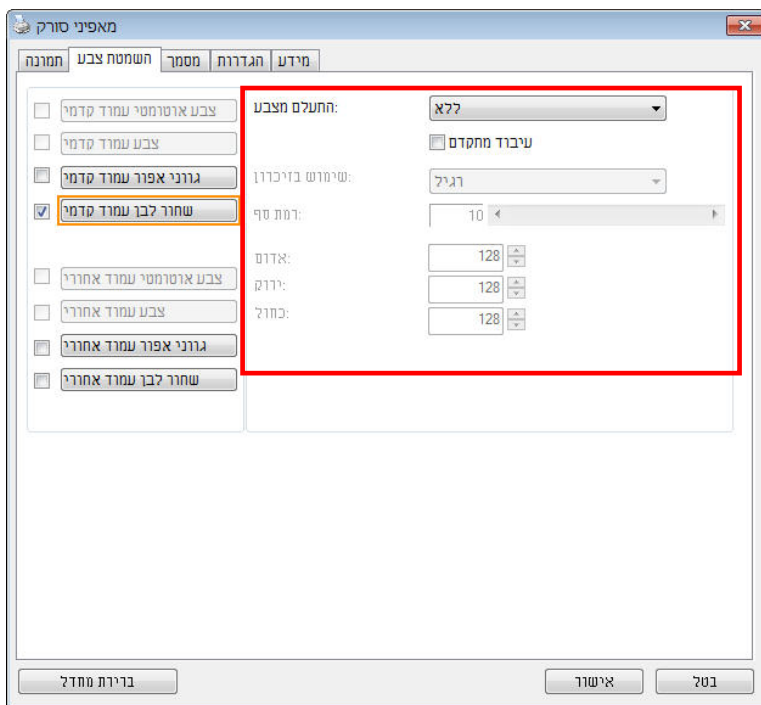 מאפיני סורק
תמונה השמטת צבע מסמך הגדרות מידע
צבע אוטומטי עמוד קדמי
צבע עמוד קדמי
גווני אפור עמוד קדמי
שחור לבן עמוד קדמי
צבע אוטומטי עמוד אחורי
צבע עמוד אחורי
גווני אפור עמוד אחורי
שחור לבן עמוד אחורי
התעלם מצבע: ללא
עיבוד מתקדם
שימוש בזיכרון: רגיל
רמת סף: 10
אדום: 128
ירוק: 128
כחול: 128
ברירת מחדל אישור בטל